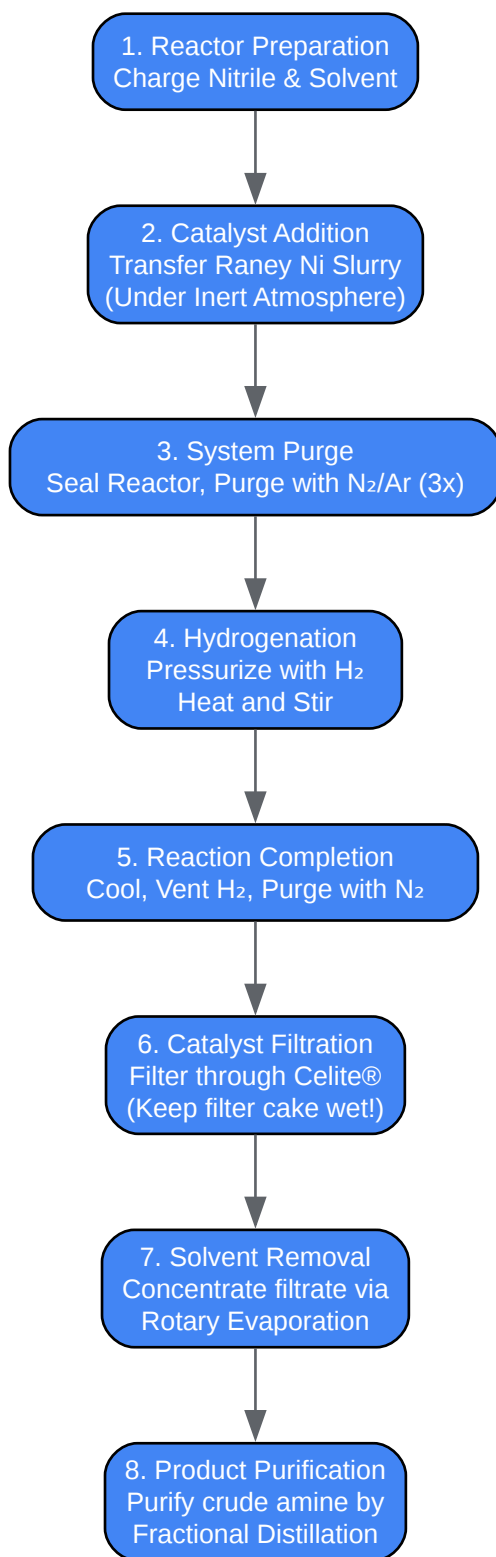 1. Reactor Preparation
Charge Nitrile & Solvent
2. Catalyst Addition
Transfer Raney Ni Slurry
(Under Inert Atmosphere)
3. System Purge
Seal Reactor, Purge with N₂/Ar (3x)
4. Hydrogenation
Pressurize with H₂
Heat and Stir
5. Reaction Completion
Cool, Vent H₂, Purge with N₂
6. Catalyst Filtration
Filter through Celite®
(Keep filter cake wet!)
7. Solvent Removal
Concentrate filtrate via
Rotary Evaporation
8. Product Purification
Purify crude amine by
Fractional Distillation